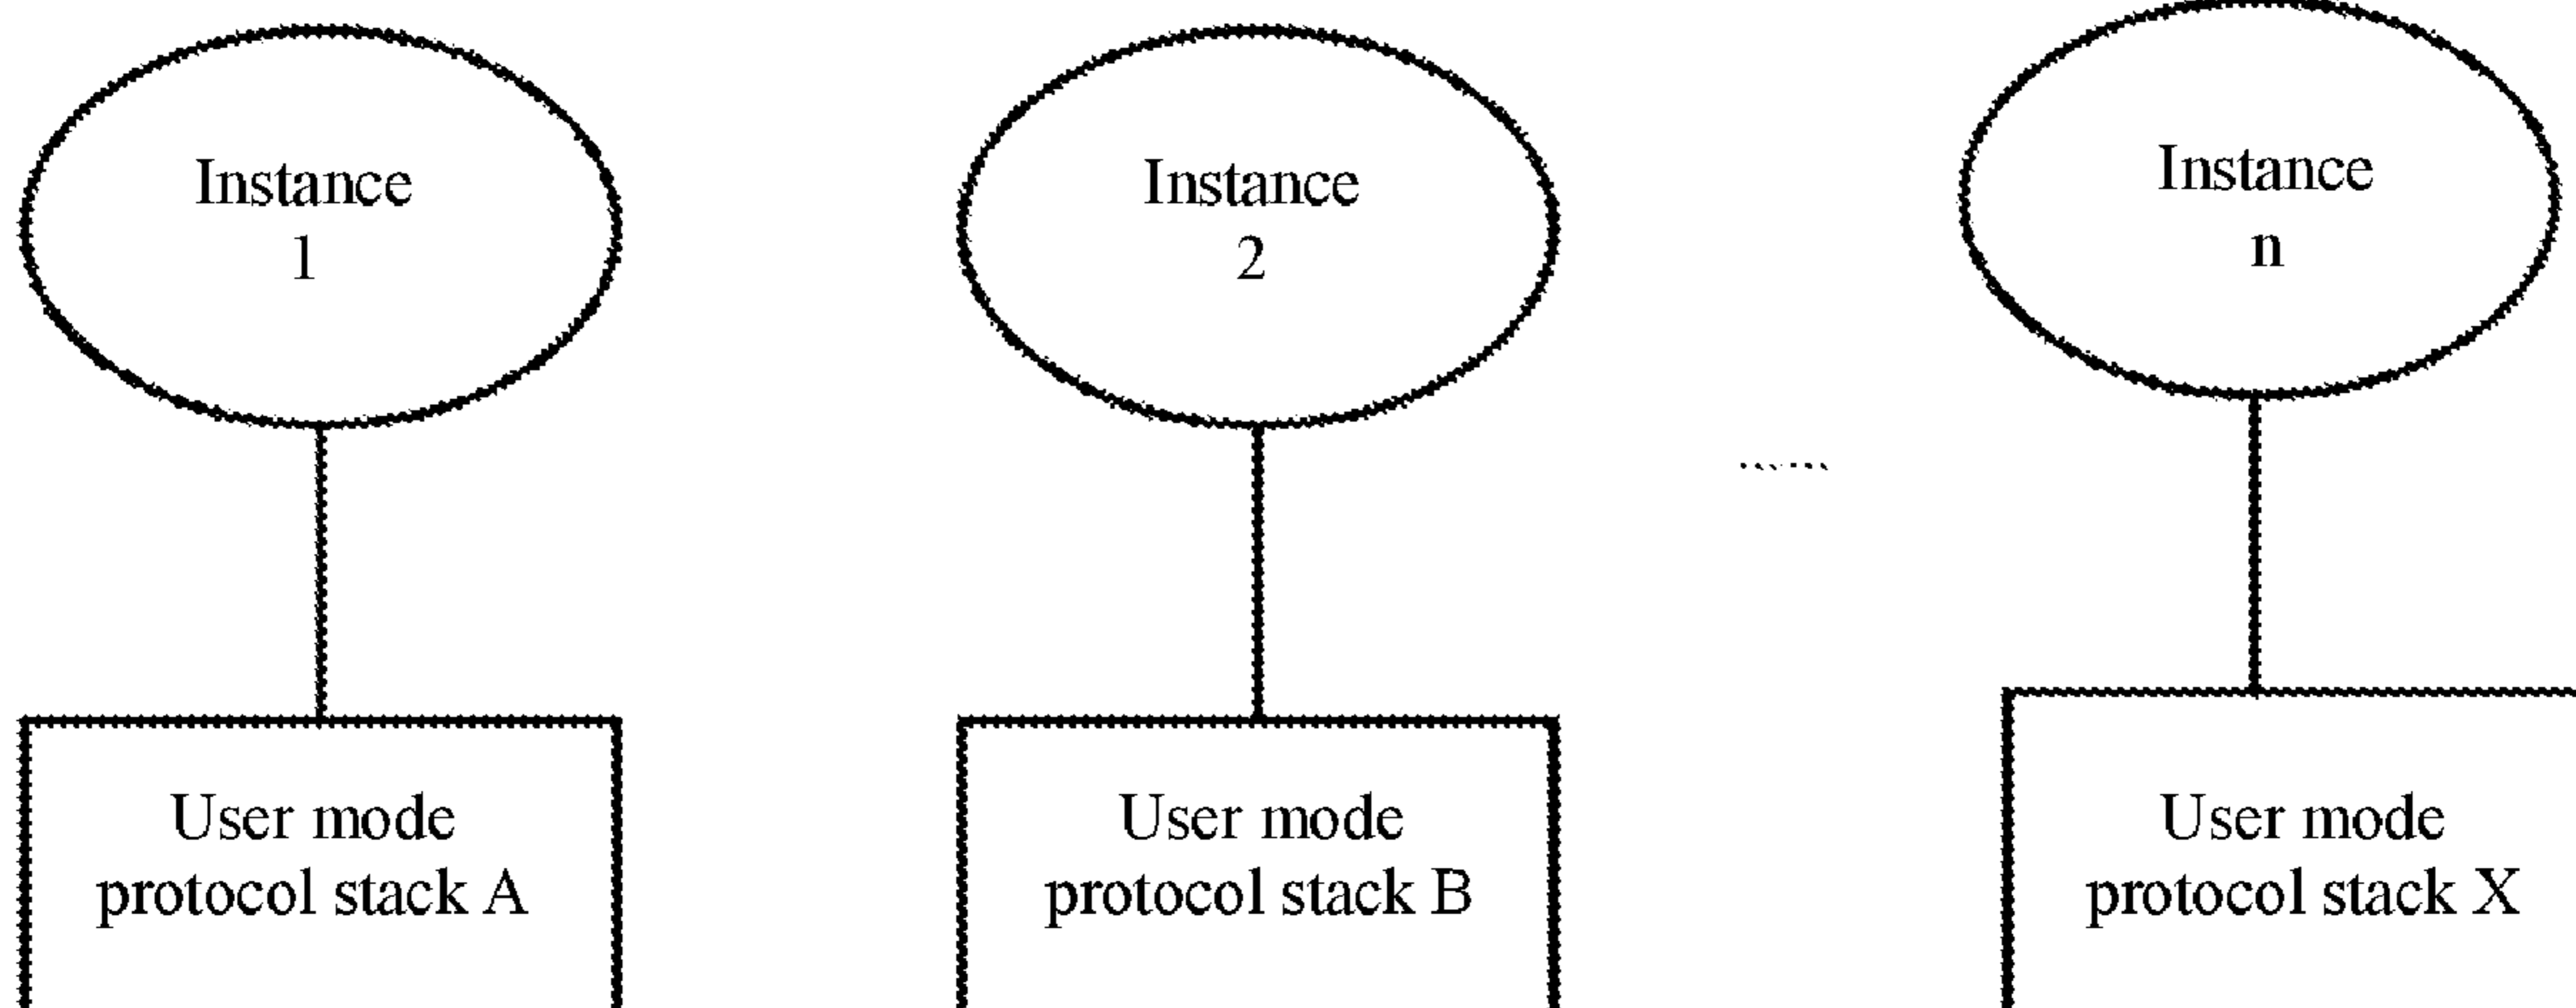 Instance
1
Instance
2
Instance
n
......
User mode
protocol stack A
User mode
protocol stack B
User mode
protocol stack X